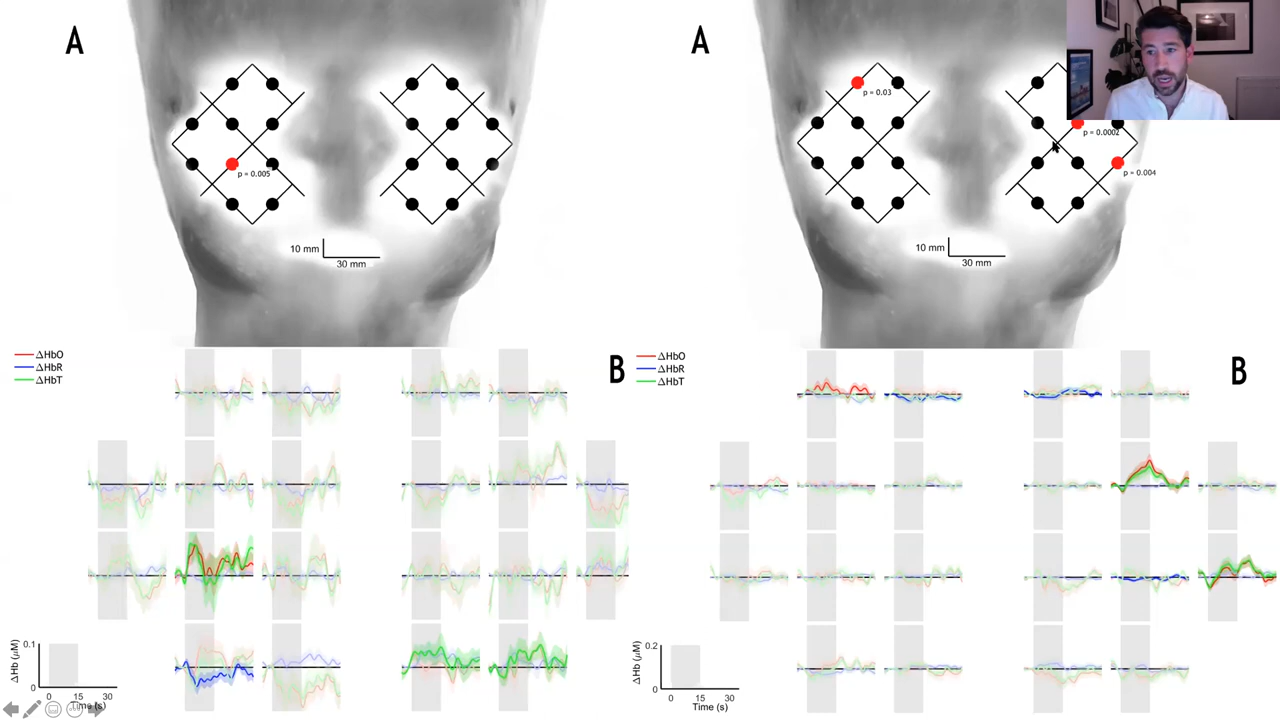 A
p = 0.005
10 mm
30 mm
ΔHbO
ΔHbR
ΔHbT
B
0.1
ΔHb (μM)
0
0 15 30
Time (s)
A
p = 0.03
p = 0.0002
p = 0.004
10 mm
30 mm
ΔHbO
ΔHbR
ΔHbT
B
0.2
ΔHb (μM)
0
0 15 30
Time (s)